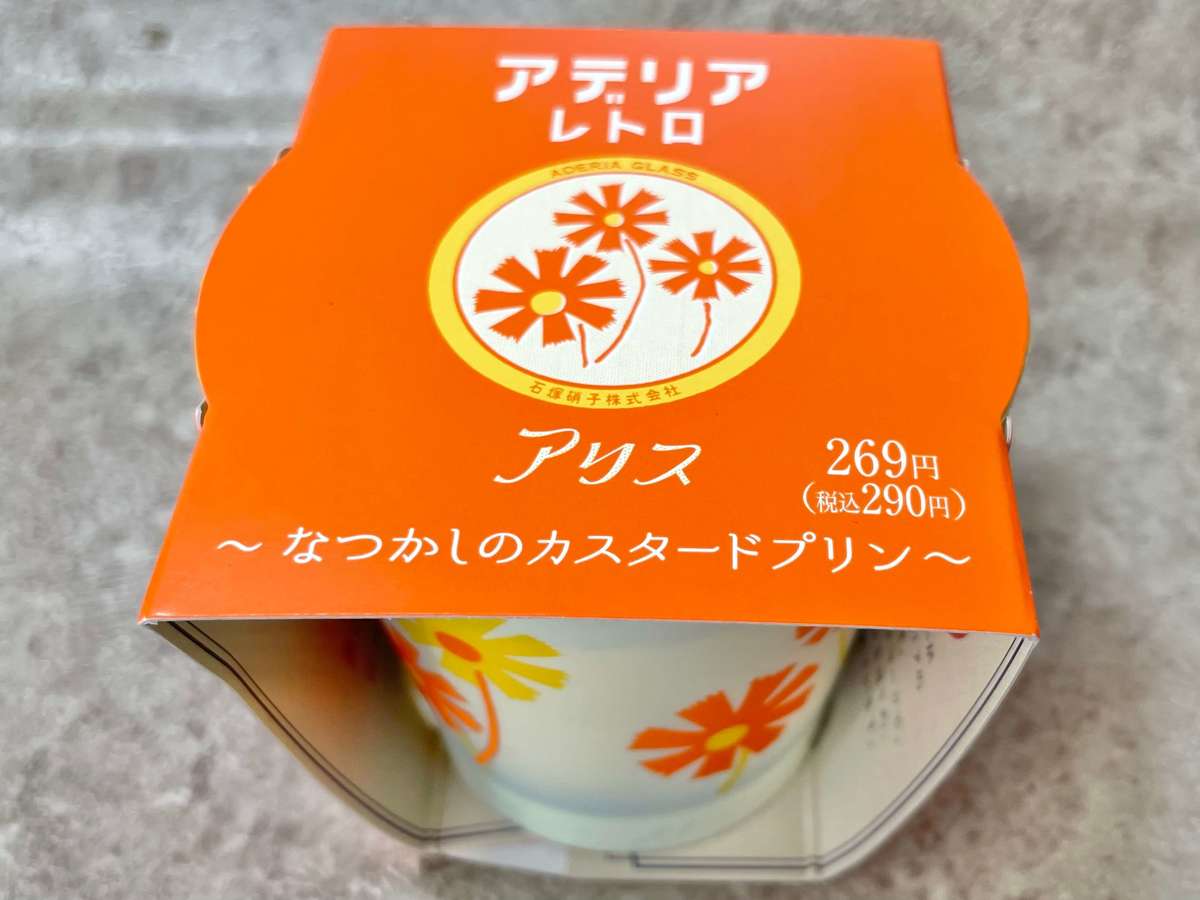 アデリア
レトロ
ADERIA GLASS
石塚硝子株式会社
アリス
269円
(税込290円)
～なつかしのカスタードプリン～